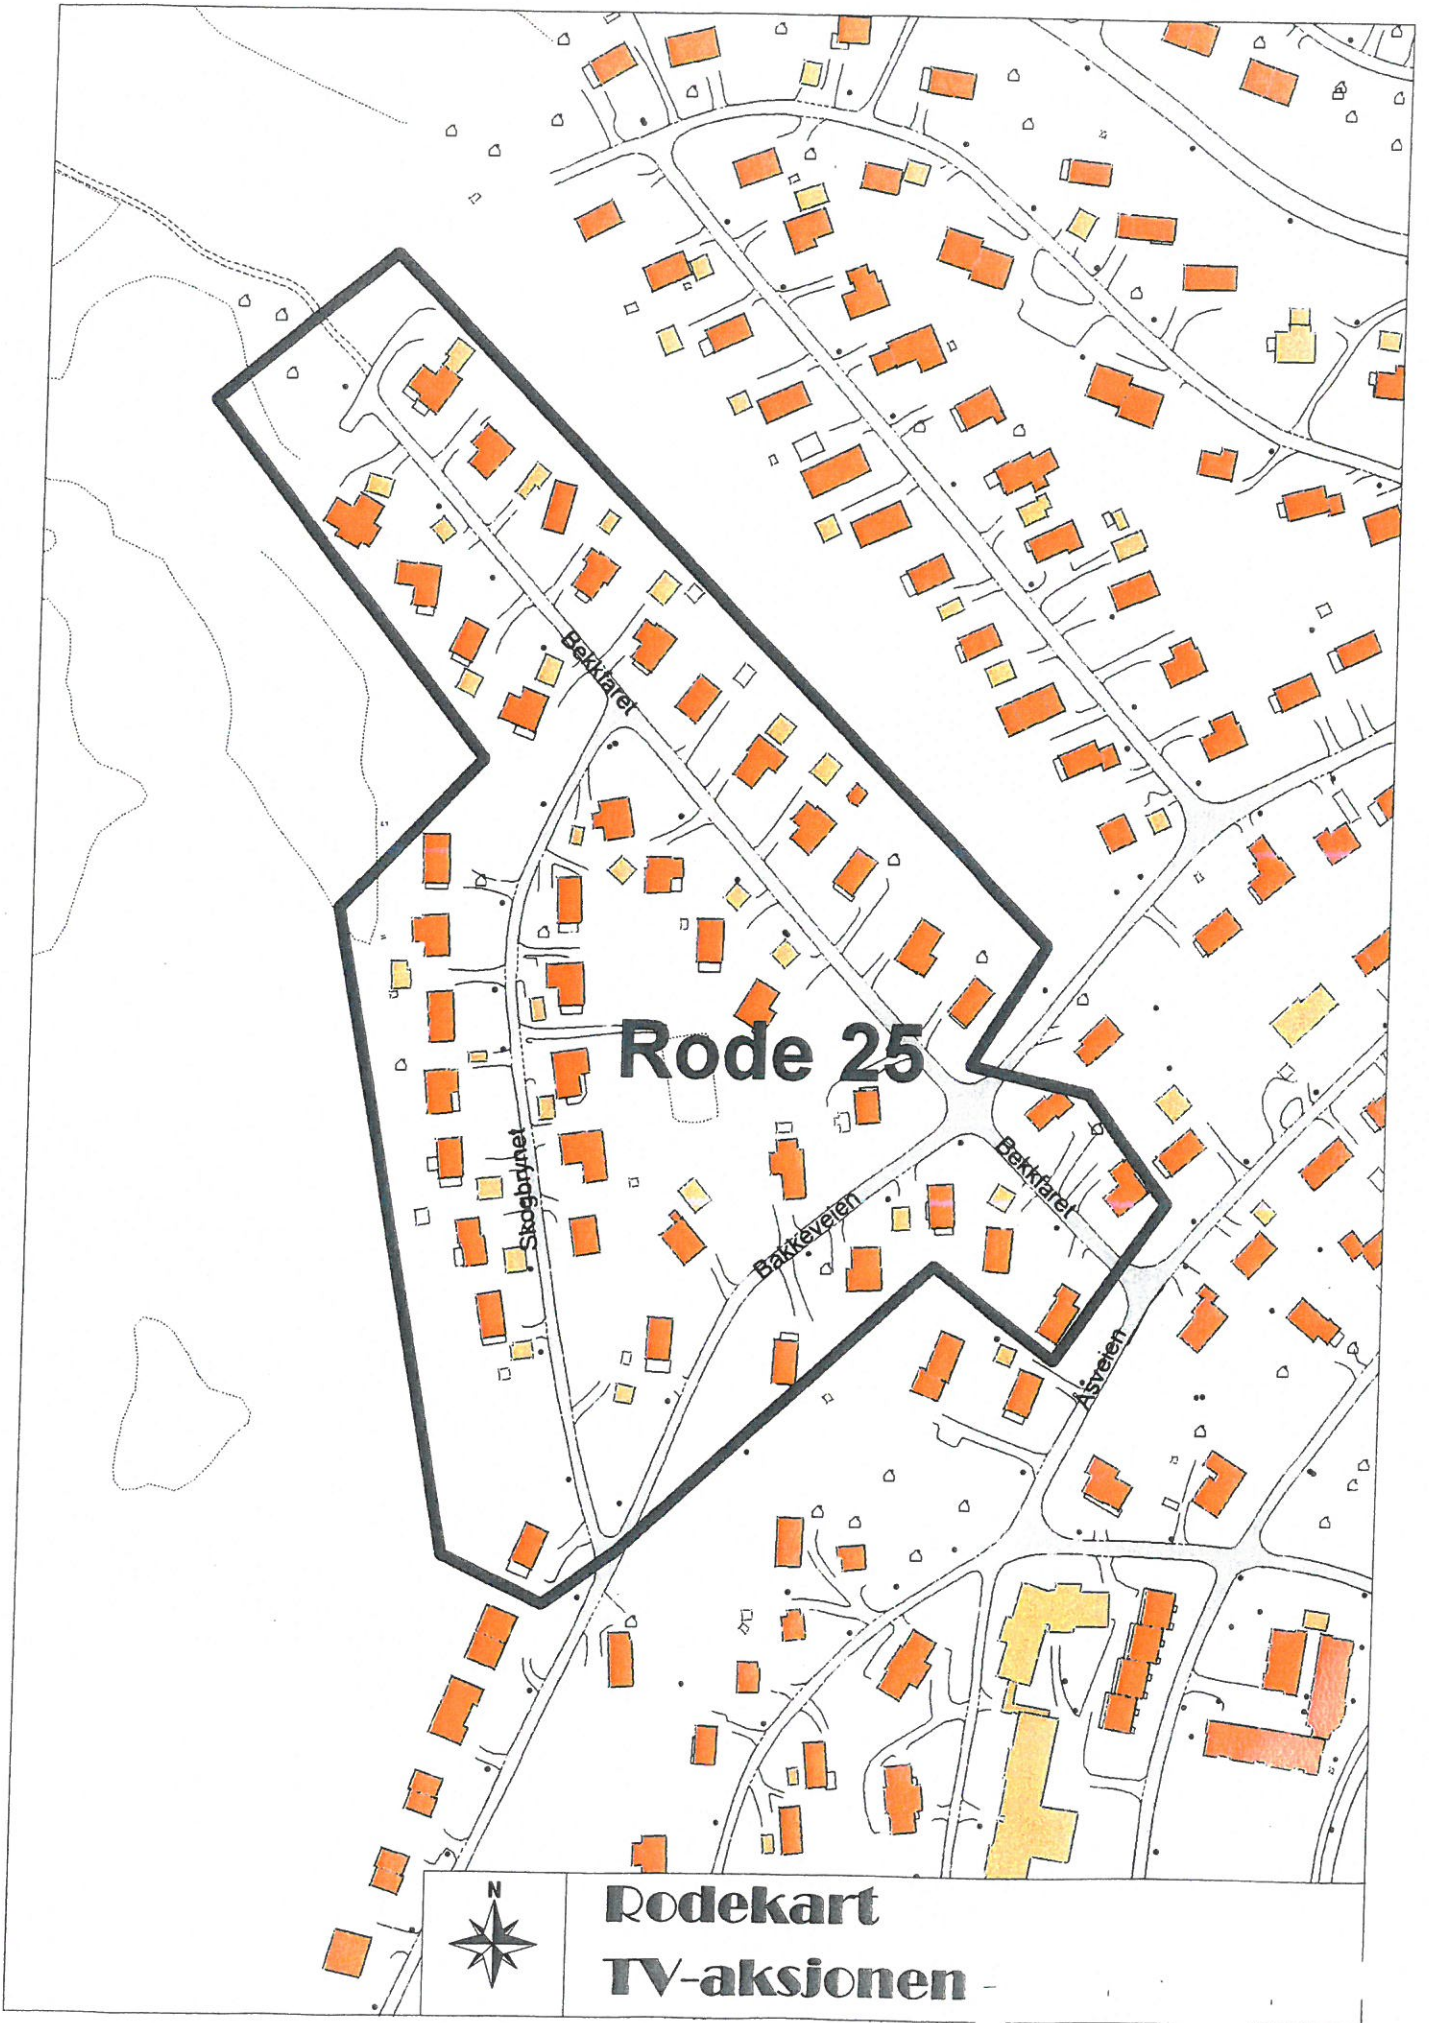 Bekkfaret
Rode 25
Skogbrynet
Bekkfaret
Bakkeveien
Åsveien
N
Rodekart
TV-aksjonen -